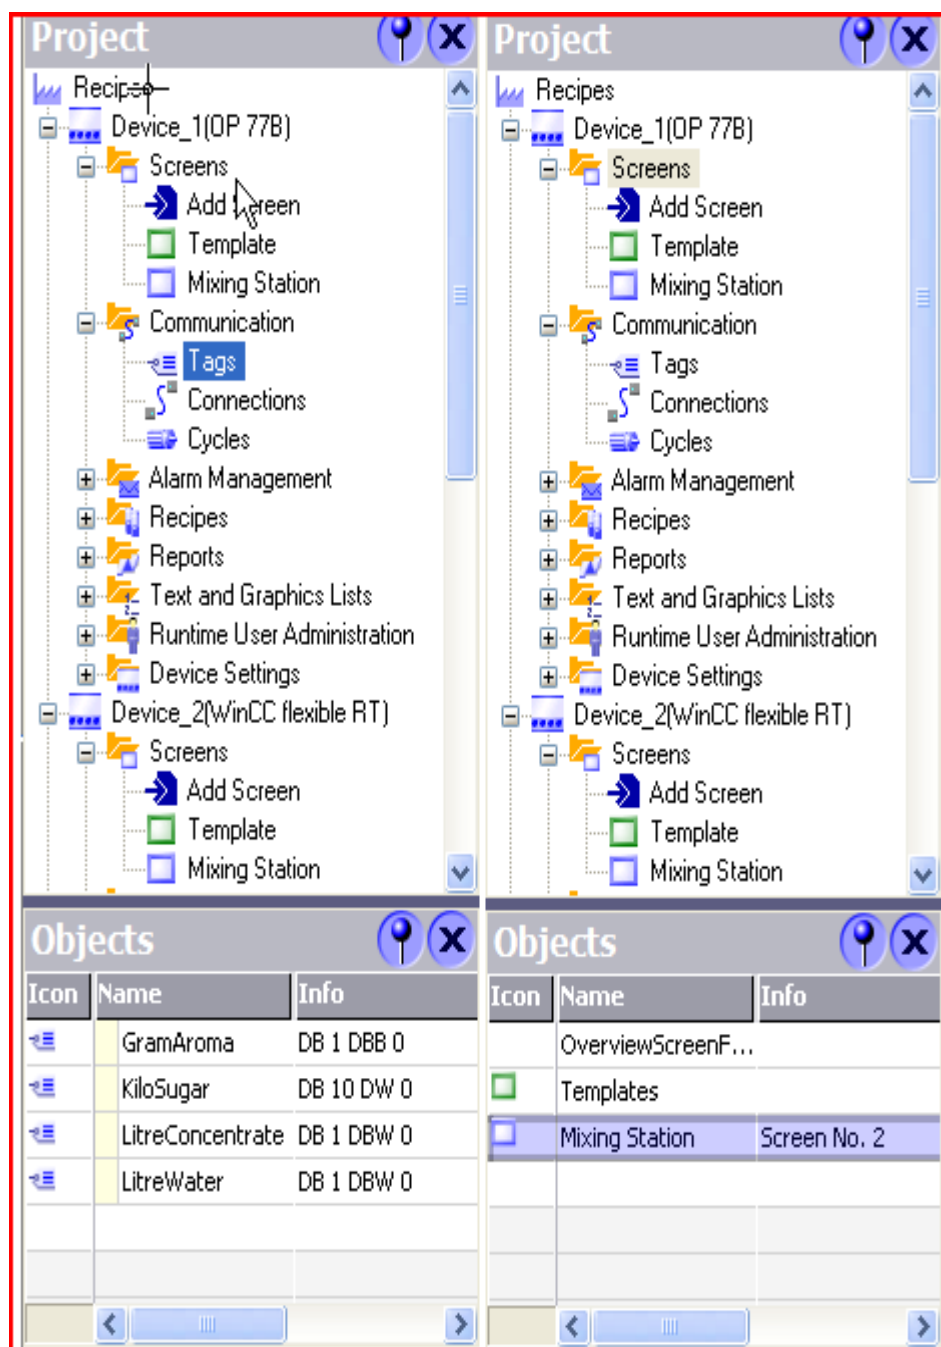 Project
Recipes
Device_1(OP 77B)
Screens
Add Screen
Template
Mixing Station
Communication
Tags
Connections
Cycles
Alarm Management
Recipes
Reports
Text and Graphics Lists
Runtime User Administration
Device Settings
Device_2(WinCC flexible RT)
Screens
Add Screen
Template
Mixing Station
Objects
Icon Name Info
GramAroma DB 1 DBB 0
KiloSugar DB 10 DW 0
LitreConcentrate DB 1 DBW 0
LitreWater DB 1 DBW 0
Project
Recipes
Device_1(OP 77B)
Screens
Add Screen
Template
Mixing Station
Communication
Tags
Connections
Cycles
Alarm Management
Recipes
Reports
Text and Graphics Lists
Runtime User Administration
Device Settings
Device_2(WinCC flexible RT)
Screens
Add Screen
Template
Mixing Station
Objects
Icon Name Info
OverviewScreenF...
Templates
Mixing Station Screen No. 2